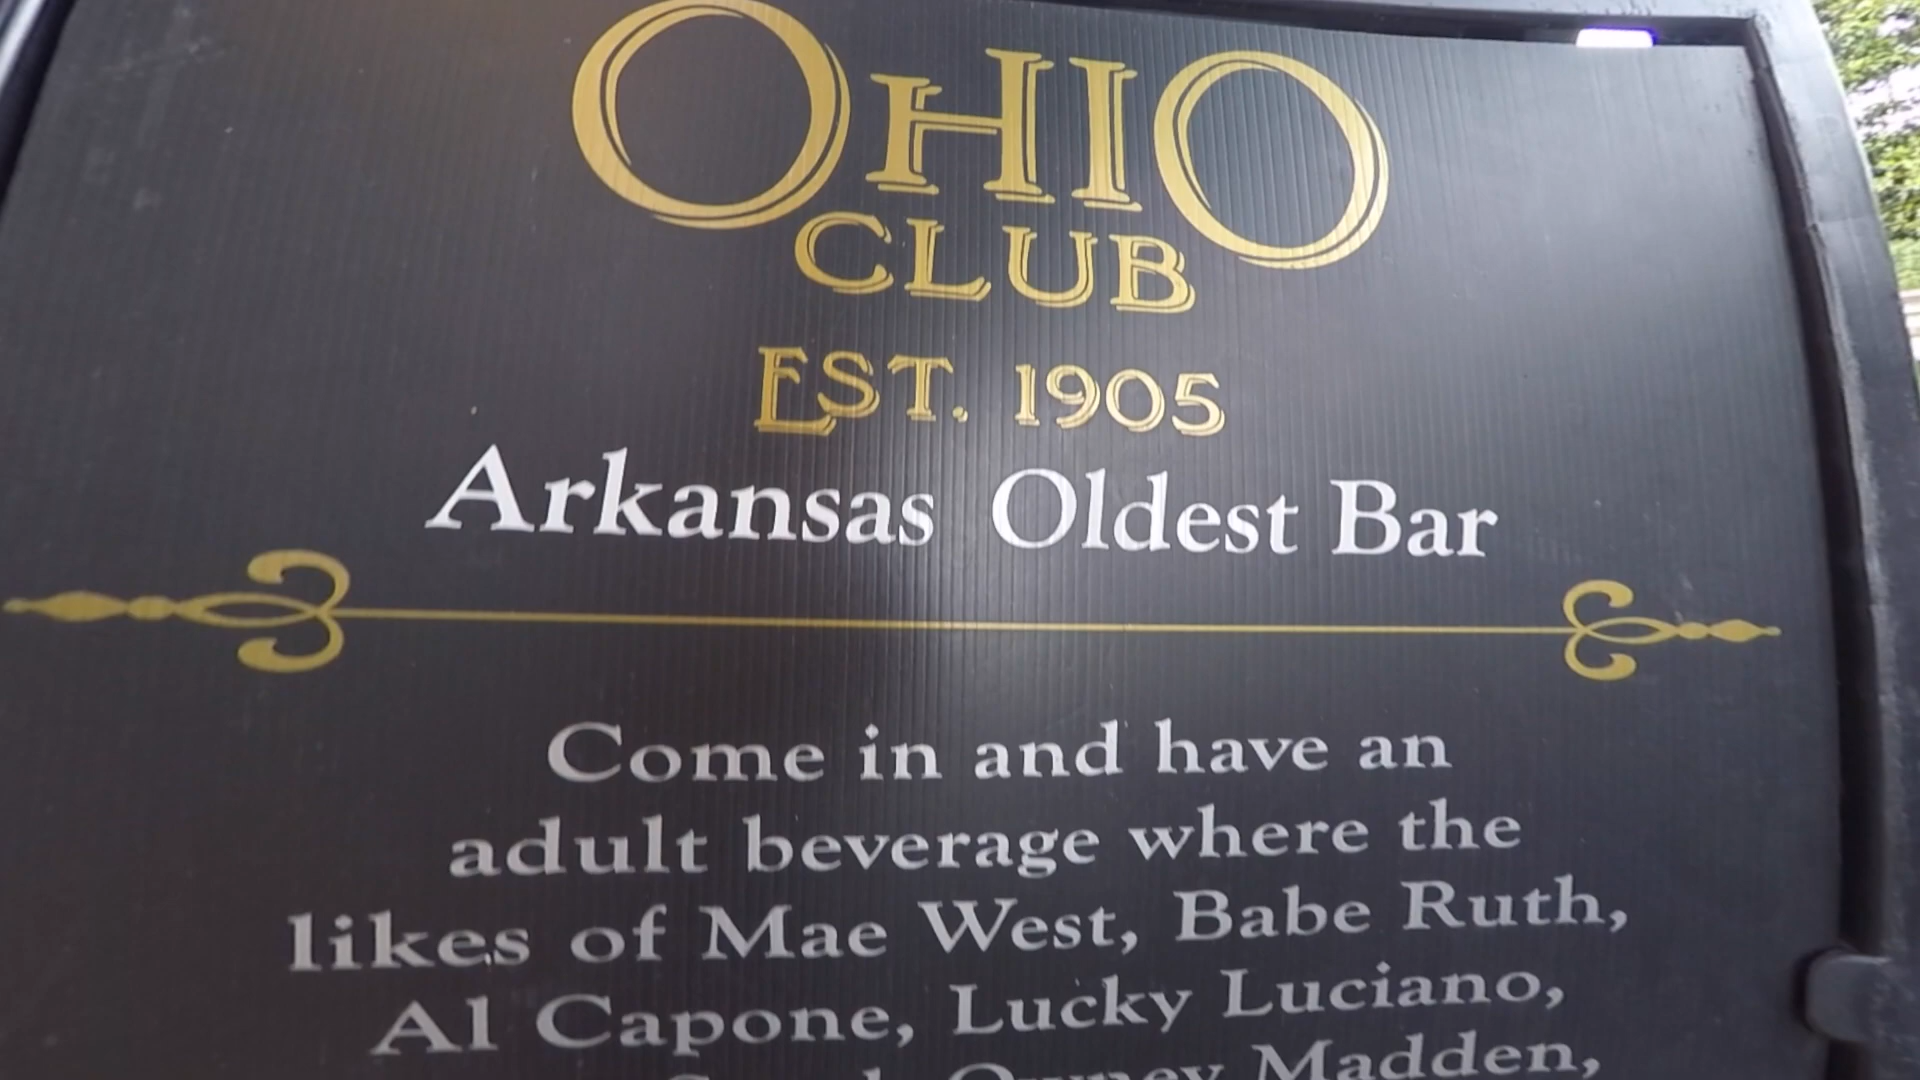 OHIO
CLUB
EST. 1905
Arkansas Oldest Bar
Come in and have an
adult beverage where the
likes of Mae West, Babe Ruth,
Al Capone, Lucky Luciano,
Owney Madden,